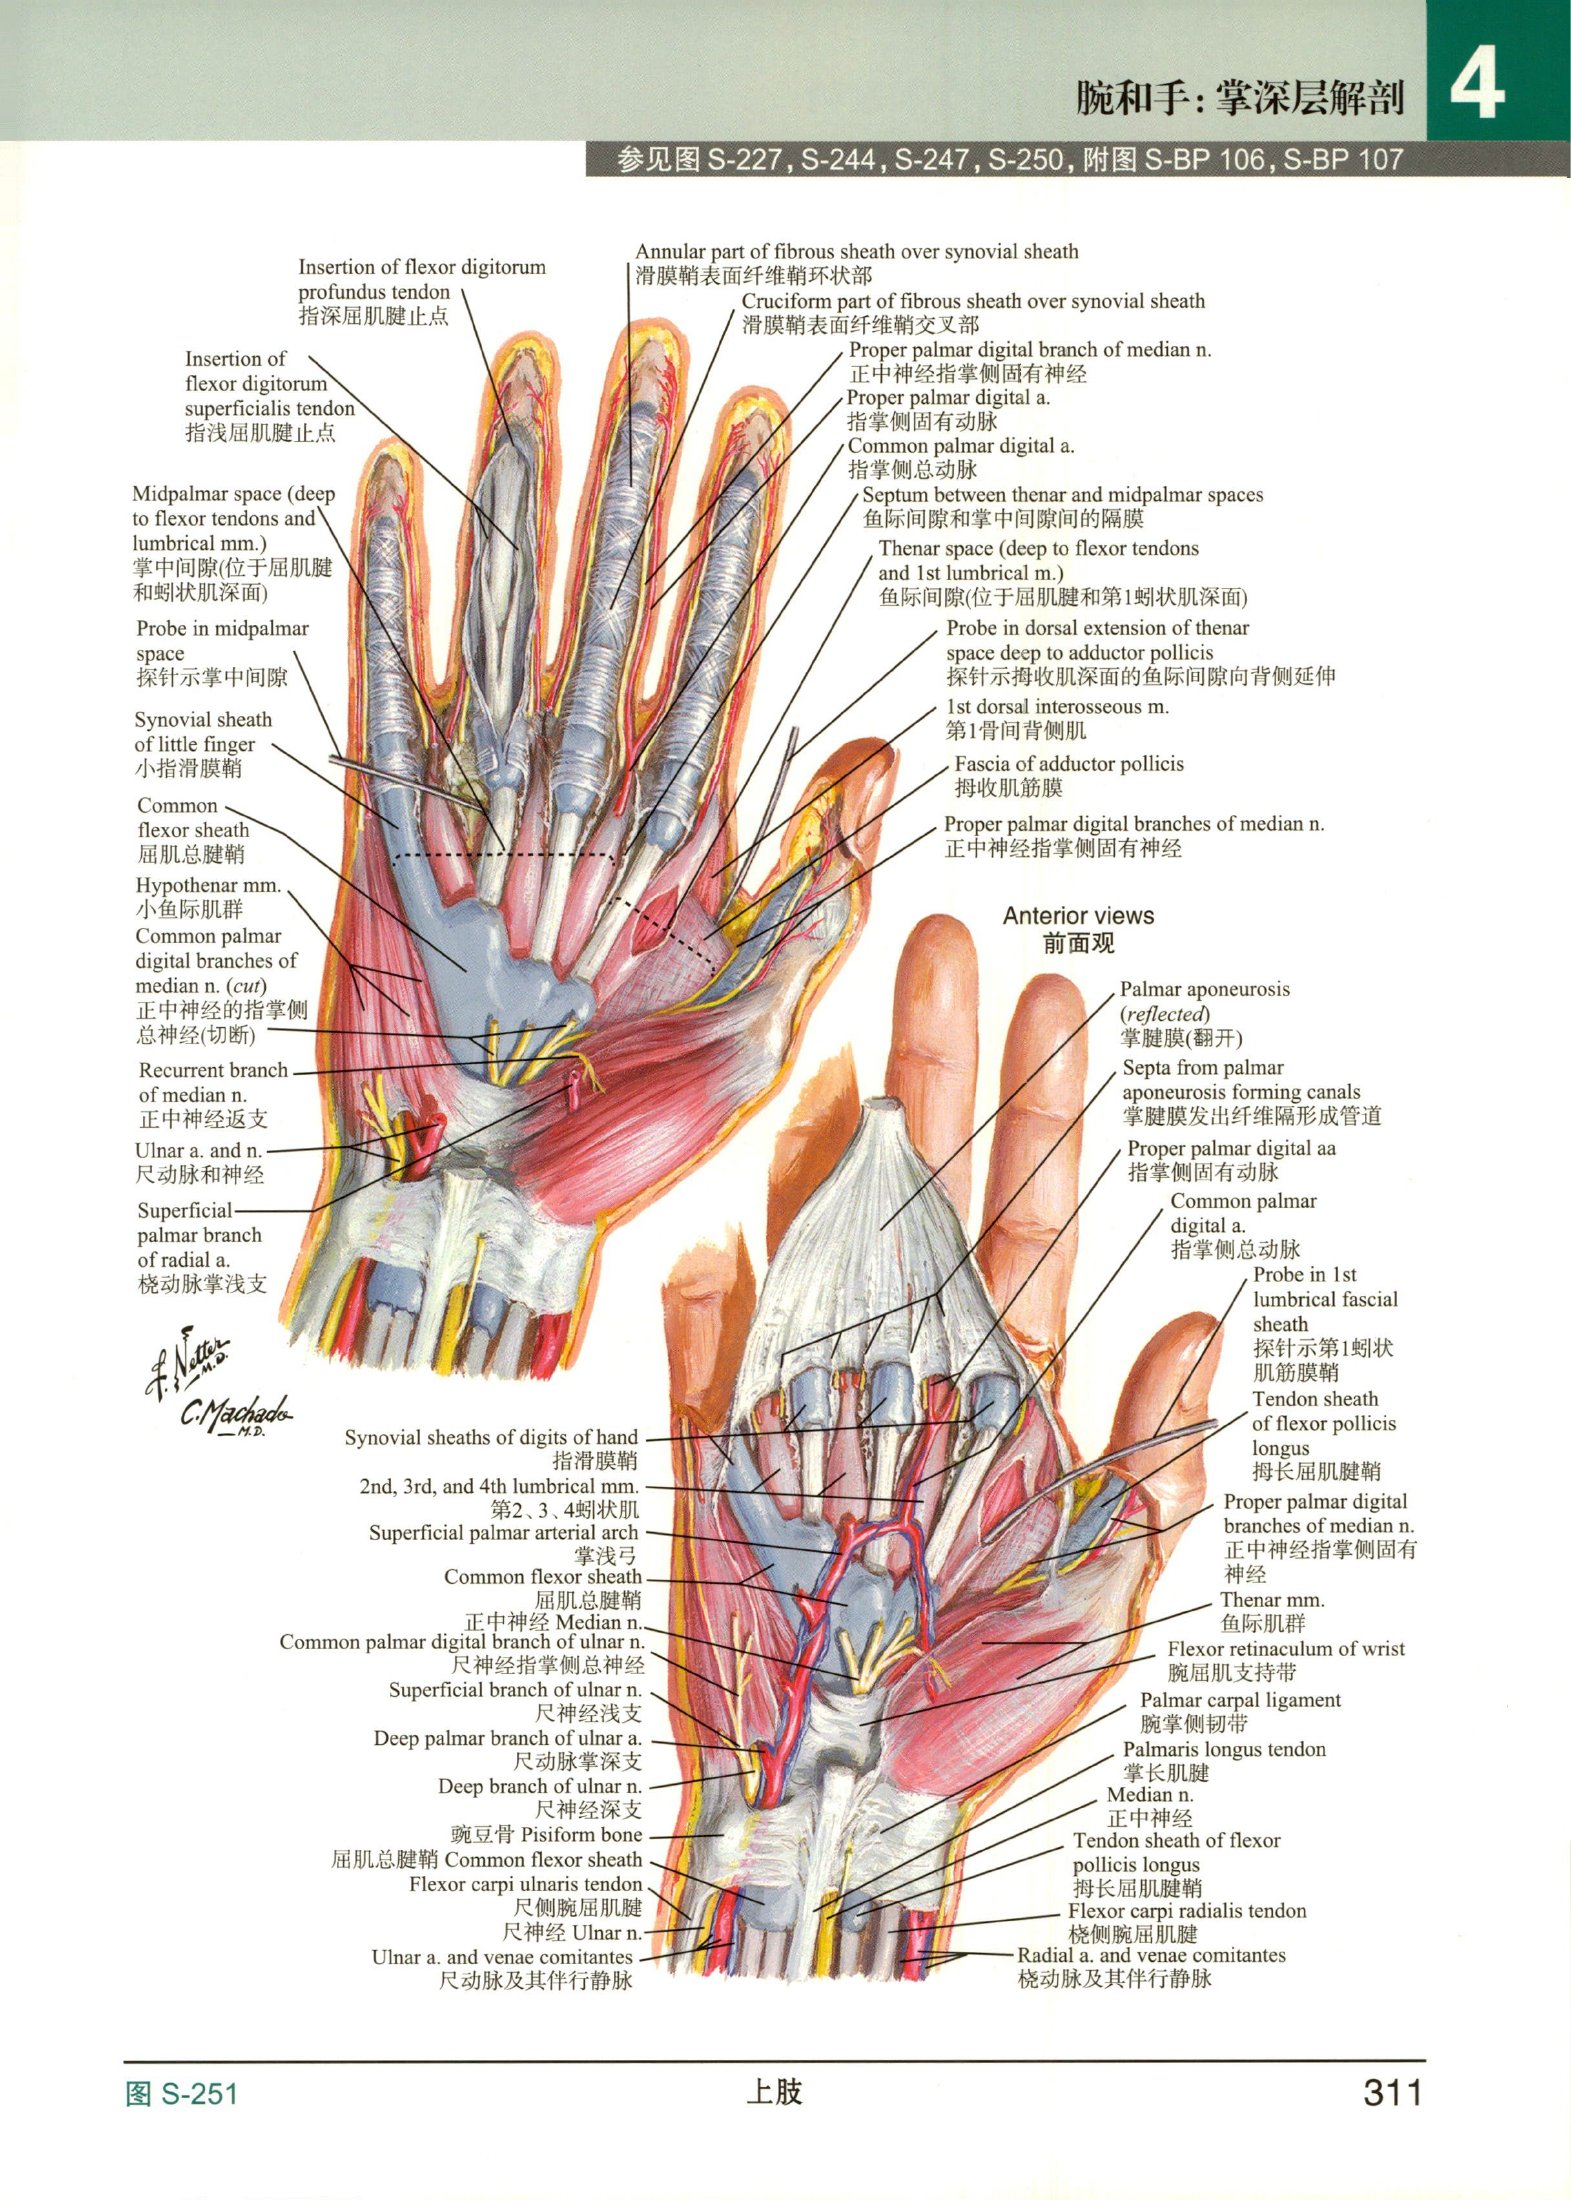 腕和手：掌深层解剖
4
参见图 S-227, S-244, S-247, S-250, 附图 S-BP 106, S-BP 107
Insertion of flexor digitorum
profundus tendon
指深屈肌腱止点
Insertion of
flexor digitorum
superficialis tendon
指浅屈肌腱止点
Midpalmar space (deep
to flexor tendons and
lumbrical mm.)
掌中间隙(位于屈肌腱
和蚓状肌深面)
Probe in midpalmar
space
探针示掌中间隙
Synovial sheath
of little finger
小指滑膜鞘
Common
flexor sheath
屈肌总腱鞘
Hypothenar mm.
小鱼际肌群
Common palmar
digital branches of
median n. (cut)
正中神经的指掌侧
总神经(切断)
Recurrent branch
of median n.
正中神经返支
Ulnar a. and n.
尺动脉和神经
Superficial
palmar branch
of radial a.
桡动脉掌浅支
Annular part of fibrous sheath over synovial sheath
滑膜鞘表面纤维鞘环状部
Cruciform part of fibrous sheath over synovial sheath
滑膜鞘表面纤维鞘交叉部
Proper palmar digital branch of median n.
正中神经指掌侧固有神经
Proper palmar digital a.
指掌侧固有动脉
Common palmar digital a.
指掌侧总动脉
Septum between thenar and midpalmar spaces
鱼际间隙和掌中间隙间的隔膜
Thenar space (deep to flexor tendons
and 1st lumbrical m.)
鱼际间隙(位于屈肌腱和第1蚓状肌深面)
Probe in dorsal extension of thenar
space deep to adductor pollicis
探针示拇收肌深面的鱼际间隙向背侧延伸
1st dorsal interosseous m.
第1骨间背侧肌
Fascia of adductor pollicis
拇收肌筋膜
Proper palmar digital branches of median n.
正中神经指掌侧固有神经
Anterior views
前面观
Palmar aponeurosis
(reflected)
掌腱膜(翻开)
Septa from palmar
aponeurosis forming canals
掌腱膜发出纤维隔形成管道
Proper palmar digital aa
指掌侧固有动脉
Common palmar
digital a.
指掌侧总动脉
Probe in 1st
lumbrical fascial
sheath
探针示第1蚓状
肌筋膜鞘
Tendon sheath
of flexor pollicis
longus
拇长屈肌腱鞘
Proper palmar digital
branches of median n.
正中神经指掌侧固有
神经
Thenar mm.
鱼际肌群
Flexor retinaculum of wrist
腕屈肌支持带
Palmar carpal ligament
腕掌侧韧带
Palmaris longus tendon
掌长肌腱
Median n.
正中神经
Tendon sheath of flexor
pollicis longus
拇长屈肌腱鞘
Flexor carpi radialis tendon
桡侧腕屈肌腱
Radial a. and venae comitantes
桡动脉及其伴行静脉
F. Netter
M.D.
C. Machado
M.D.
Synovial sheaths of digits of hand
指滑膜鞘
2nd, 3rd, and 4th lumbrical mm.
第2、3、4蚓状肌
Superficial palmar arterial arch
掌浅弓
Common flexor sheath
屈肌总腱鞘
正中神经 Median n.
Common palmar digital branch of ulnar n.
尺神经指掌侧总神经
Superficial branch of ulnar n.
尺神经浅支
Deep palmar branch of ulnar a.
尺动脉掌深支
Deep branch of ulnar n.
尺神经深支
豌豆骨 Pisiform bone
屈肌总腱鞘 Common flexor sheath
Flexor carpi ulnaris tendon
尺侧腕屈肌腱
尺神经 Ulnar n.
Ulnar a. and venae comitantes
尺动脉及其伴行静脉
图 S-251
上肢
311